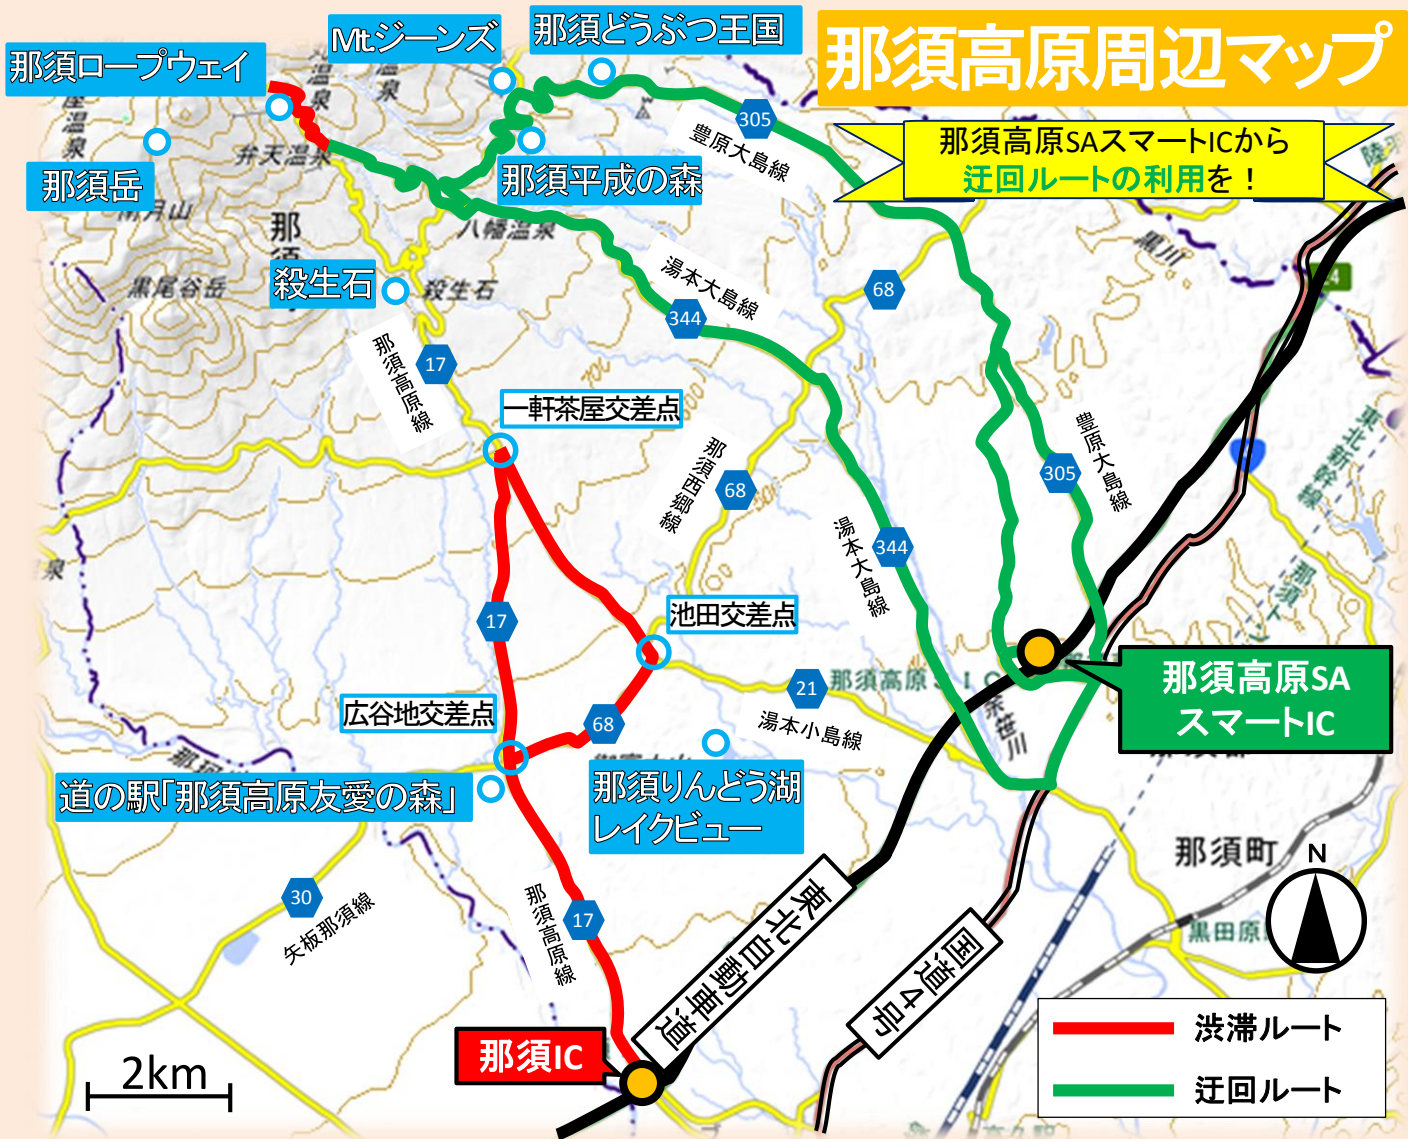 那須高原周辺マップ
那須高原SAスマートICから
迂回ルートの利用を！
那須ロープウェイ
Mt.ジーンズ
那須どうぶつ王国
那須岳
那須平成の森
殺生石
弁天温泉
八幡温泉
殺生石
黒尾谷岳
黒川
305
豊原大島線
68
湯本大島線
344
17
那須高原線
一軒茶屋交差点
那須西郷線
68
305
豊原大島線
東北新幹線
344
湯本大島線
17
池田交差点
21
湯本小島線
広谷地交差点
68
那須高原SA
スマートIC
道の駅「那須高原友愛の森」
那須りんどう湖
レイクビュー
那須町
N
30
矢板那須線
17
那須高原線
東北自動車道
国道4号
那須IC
2km
渋滞ルート
迂回ルート